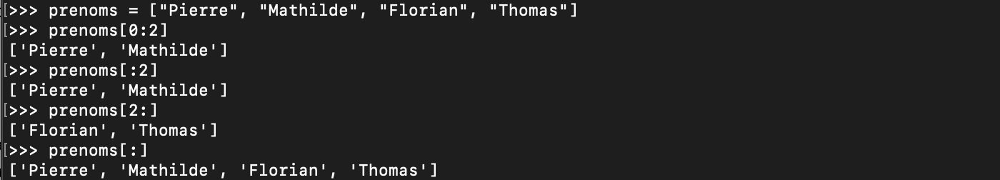 >>> prenoms = ["Pierre", "Mathilde", "Florian", "Thomas"]
>>> prenoms[0:2]
['Pierre', 'Mathilde']
>>> prenoms[:2]
['Pierre', 'Mathilde']
>>> prenoms[2:]
['Florian', 'Thomas']
>>> prenoms[:]
['Pierre', 'Mathilde', 'Florian', 'Thomas']